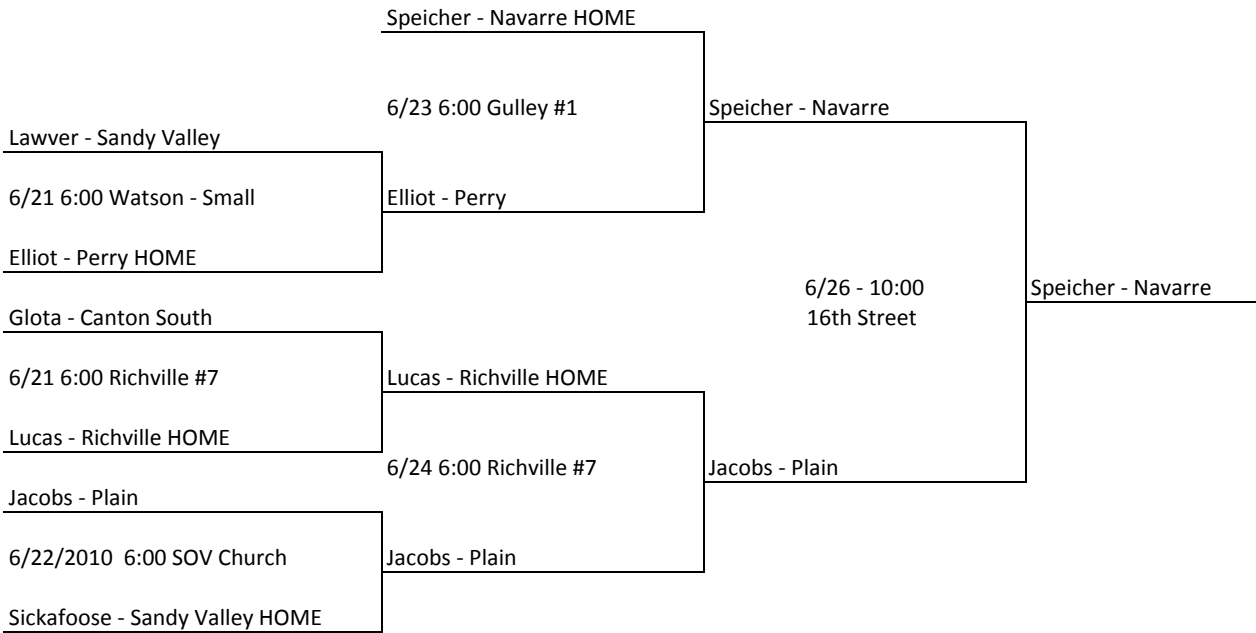 Speicher - Navarre HOME
6/23 6:00 Gulley #1
Speicher - Navarre
Lawver - Sandy Valley
6/21 6:00 Watson - Small
Elliot - Perry
Elliot - Perry HOME
6/26 - 10:00
16th Street
Speicher - Navarre
Glota - Canton South
6/21 6:00 Richville #7
Lucas - Richville HOME
Lucas - Richville HOME
6/24 6:00 Richville #7
Jacobs - Plain
Jacobs - Plain
6/22/2010  6:00 SOV Church
Jacobs - Plain
Sickafoose - Sandy Valley HOME